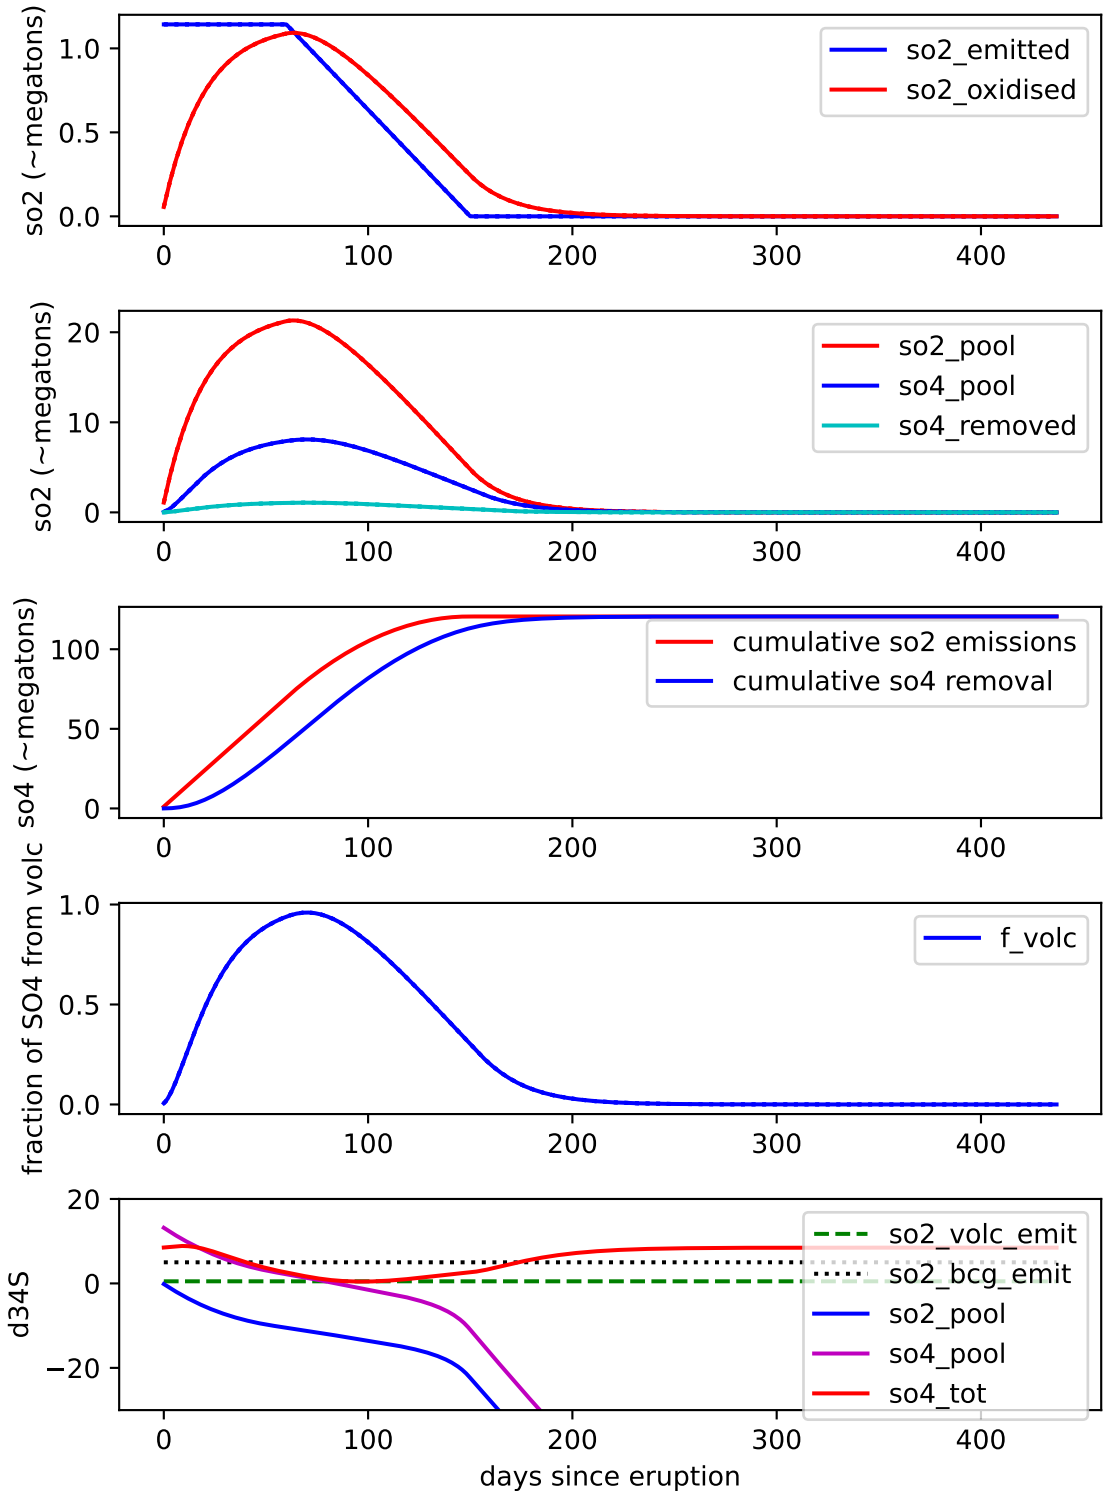 so2 (~megatons)
1.0
0.5
0.0
so2_emitted
so2_oxidised
0 100 200 300 400
so2 (~megatons)
20
10
0
so2_pool
so4_pool
so4_removed
0 100 200 300 400
so4 (~megatons)
100
50
0
cumulative so2 emissions
cumulative so4 removal
0 100 200 300 400
fraction of SO4 from volc
1.0
0.5
0.0
f_volc
0 100 200 300 400
d34S
20
0
−20
so2_volc_emit
so2_bcg_emit
so2_pool
so4_pool
so4_tot
0 100 200 300 400
days since eruption